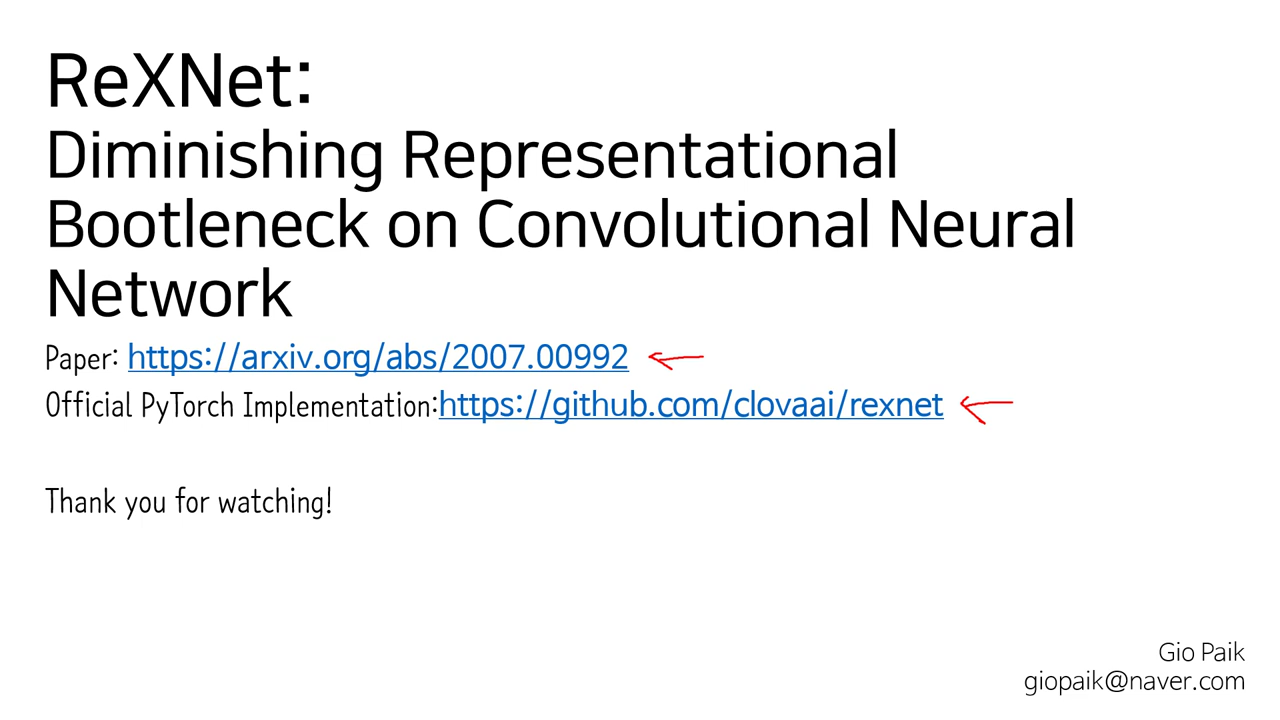 ReXNet:
Diminishing Representational
Bootleneck on Convolutional Neural
Network
Paper: https://arxiv.org/abs/2007.00992
Official PyTorch Implementation:https://github.com/clovaai/rexnet
Thank you for watching!
Gio Paik
giopaik@naver.com